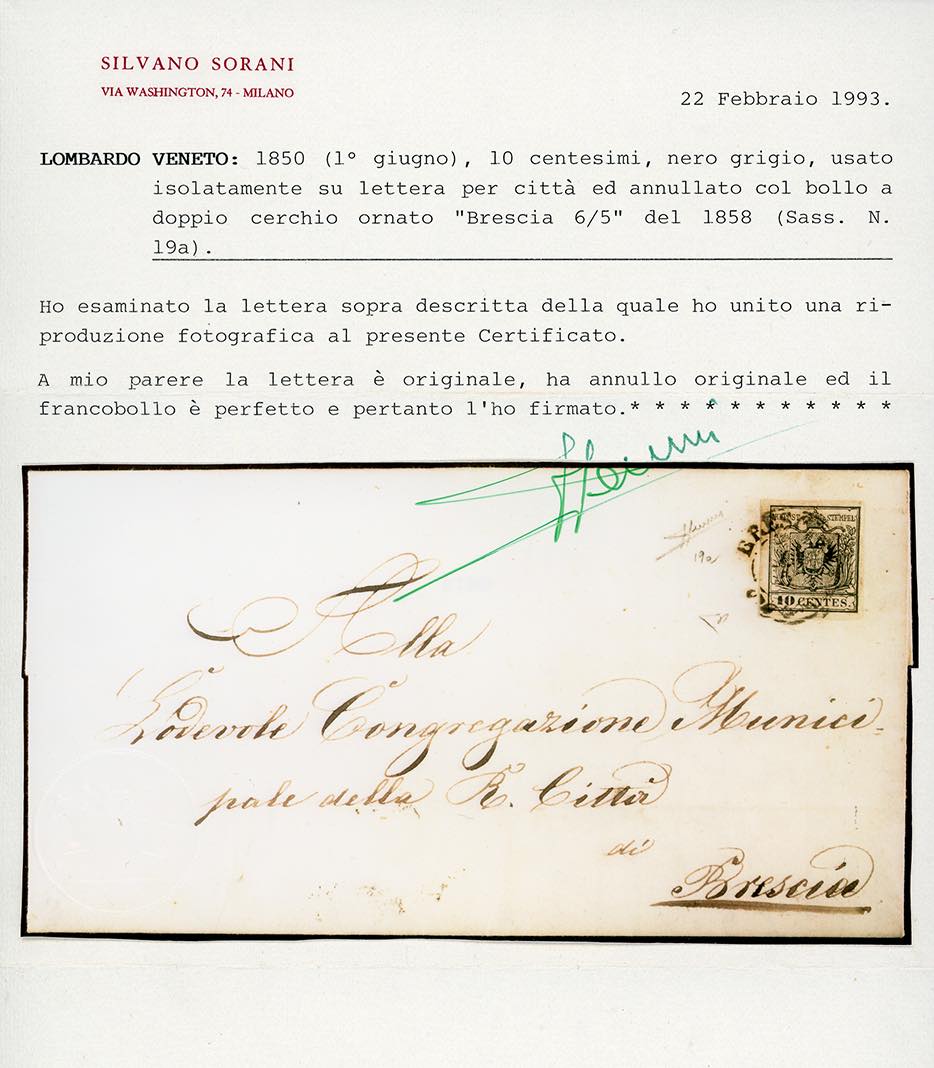 SILVANO SORANI
VIA WASHINGTON, 74 - MILANO
22 Febbraio 1993.
LOMBARDO VENETO: 1850 (1° giugno), 10 centesimi, nero grigio, usato
isolatamente su lettera per città ed annullato col bollo a
doppio cerchio ornato "Brescia 6/5" del 1858 (Sass. N.
19a).
Ho esaminato la lettera sopra descritta della quale ho unito una ri-
produzione fotografica al presente Certificato.
A mio parere la lettera è originale, ha annullo originale ed il
francobollo è perfetto e pertanto l'ho firmato.* * * * * * * * * * *
19a
STEMPEL
10 CENTES.
Alla
Lodevole Congregazione Munici
pale della R. Città
di
Brescia